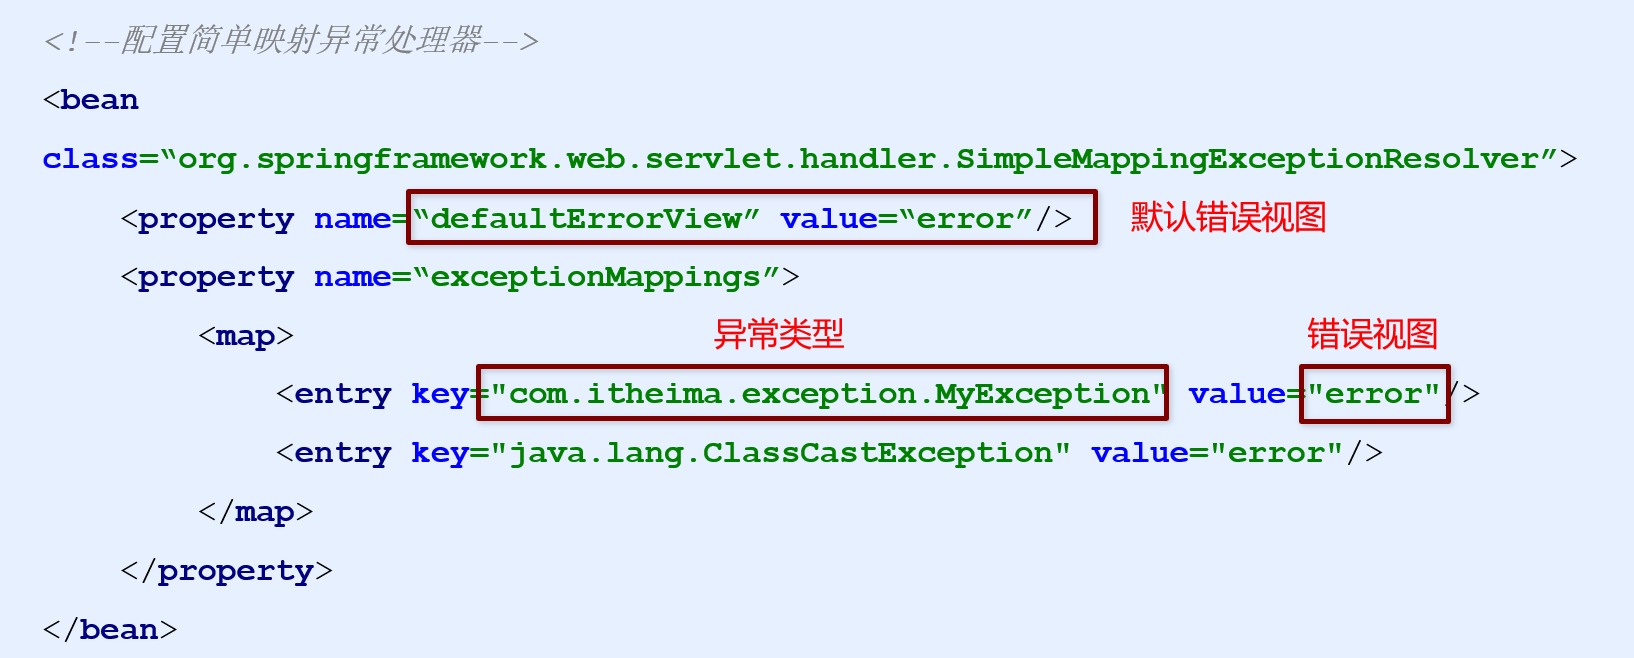 <!--配置简单映射异常处理器-->
<bean
class=“org.springframework.web.servlet.handler.SimpleMappingExceptionResolver”>
<property name=“defaultErrorView” value=“error”/> 默认错误视图
<property name=“exceptionMappings”>
<map> 异常类型 错误视图
<entry key="com.itheima.exception.MyException" value="error"/>
<entry key="java.lang.ClassCastException" value="error"/>
</map>
</property>
</bean>